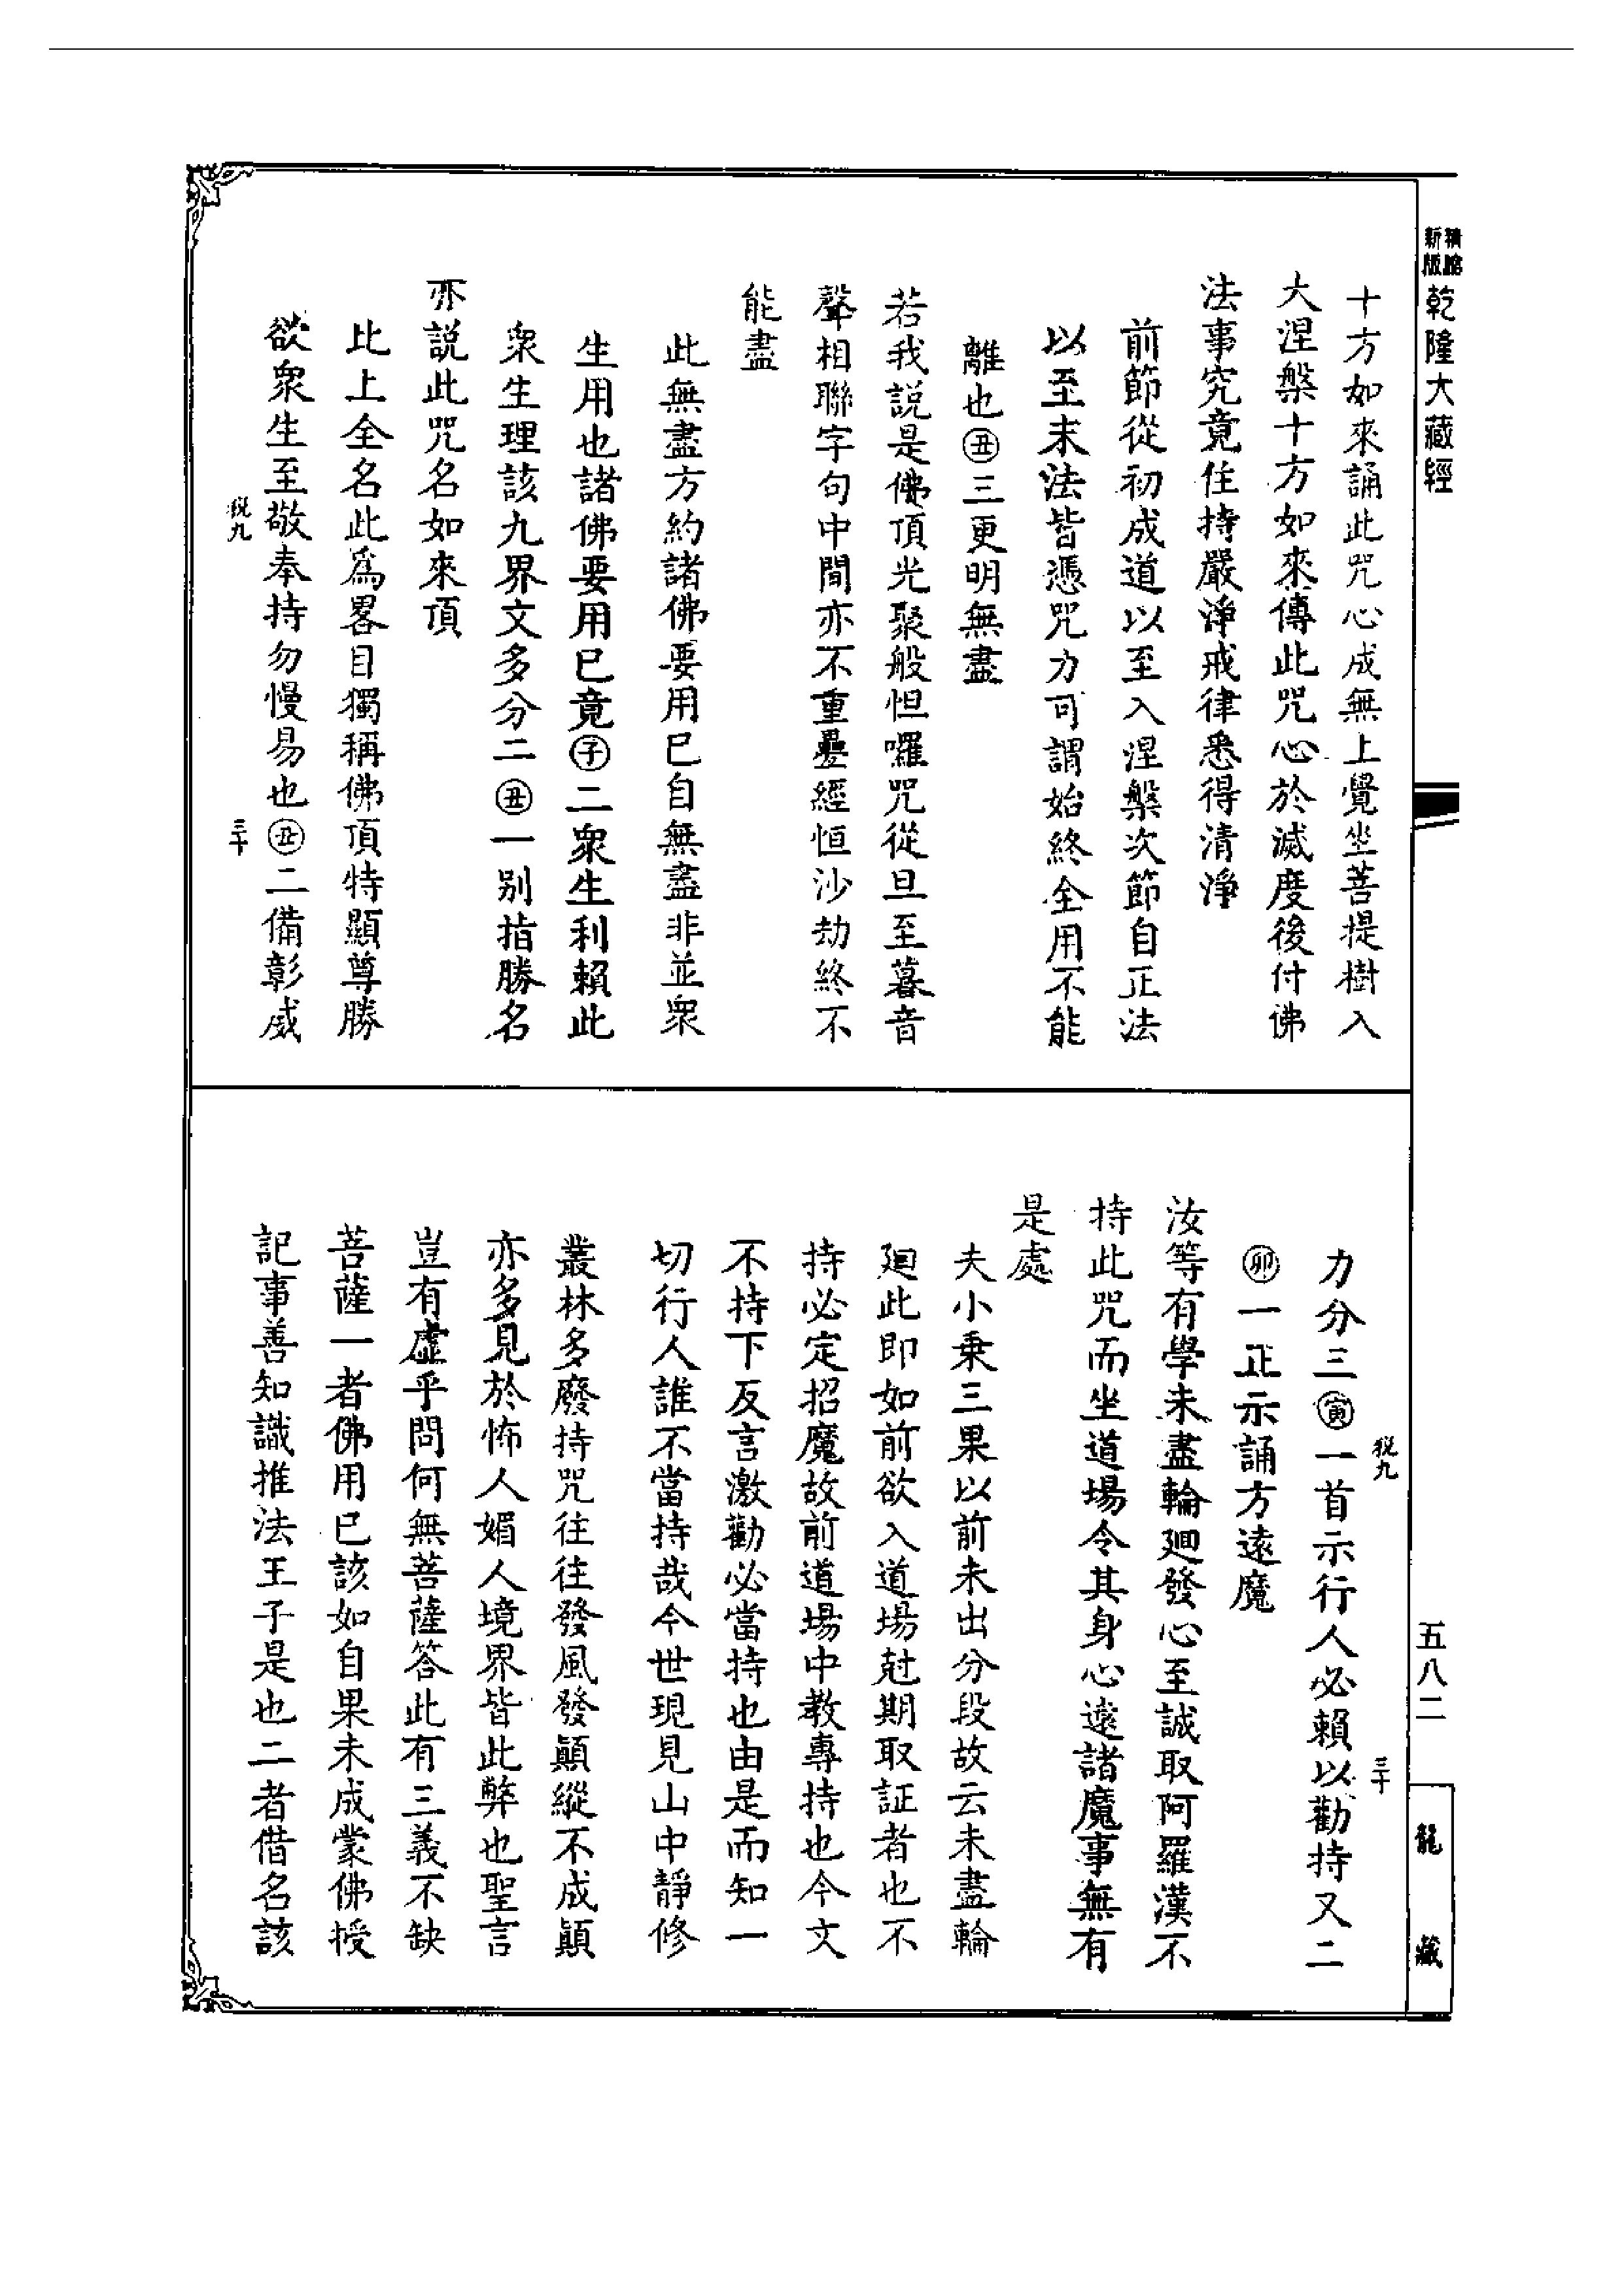 精縮
新版
乾隆大藏經
十方如來誦此咒心成無上覺坐菩提樹入
大涅槃十方如來傳此咒心於滅度後付佛
法事究竟住持嚴淨戒律悉得清淨
前節從初成道以至入涅槃次節自正法
以至末法皆憑咒力可謂始終全用不能
離也㊄三更明無盡
若我說是佛頂光聚般怛囉咒從旦至暮音
聲相聯字句中間亦不重疊經恒沙劫終不
能盡
此無盡方約諸佛要用已自無盡非並衆
生用也諸佛要用已竟子二衆生利賴此
衆生理該九界文多分二丑一別指勝名
亦說此咒名如來頂
此上全名此爲畧目獨稱佛頂特顯尊勝
欲衆生至敬奉持勿慢易也丑二備彰威
稅九
三十
稅九
三十
力分三寅一首示行人必賴以勸持又二
卯一正示誦方遠魔
汝等有學未盡輪廻發心至誠取阿羅漢不
持此咒而坐道場令其身心遠諸魔事無有
是處
夫小乗三果以前未出分段故云未盡輪
廻此即如前欲入道場尅期取証者也不
持必定招魔故前道場中教專持也今文
不持下反言激勸必當持也由是而知一
切行人誰不當持哉今世現見山中靜修
叢林多廢持咒往往發風發顛縱不成顛
亦多見於怖人媚人境界皆此弊也聖言
豈有虛乎問何無菩薩答此有三義不缺
菩薩一者佛用已該如自果未成蒙佛授
記事善知識推法王子是也二者借名該
五八二
龍藏